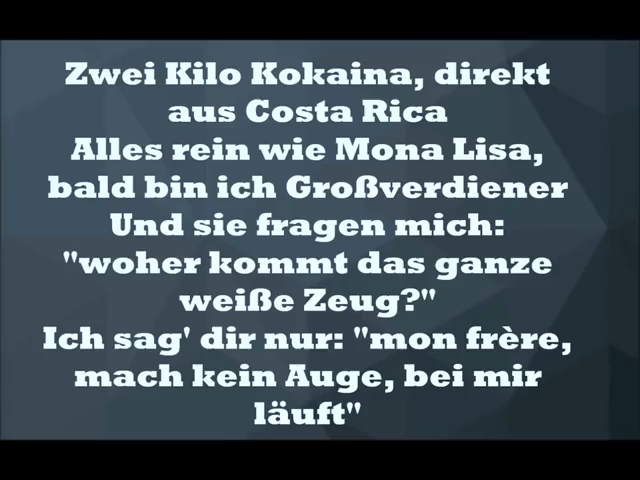 Zwei Kilo Kokaina, direkt
aus Costa Rica
Alles rein wie Mona Lisa,
bald bin ich Großverdiener
Und sie fragen mich:
"woher kommt das ganze
weiße Zeug?"
Ich sag' dir nur: "mon frère,
mach kein Auge, bei mir
läuft"